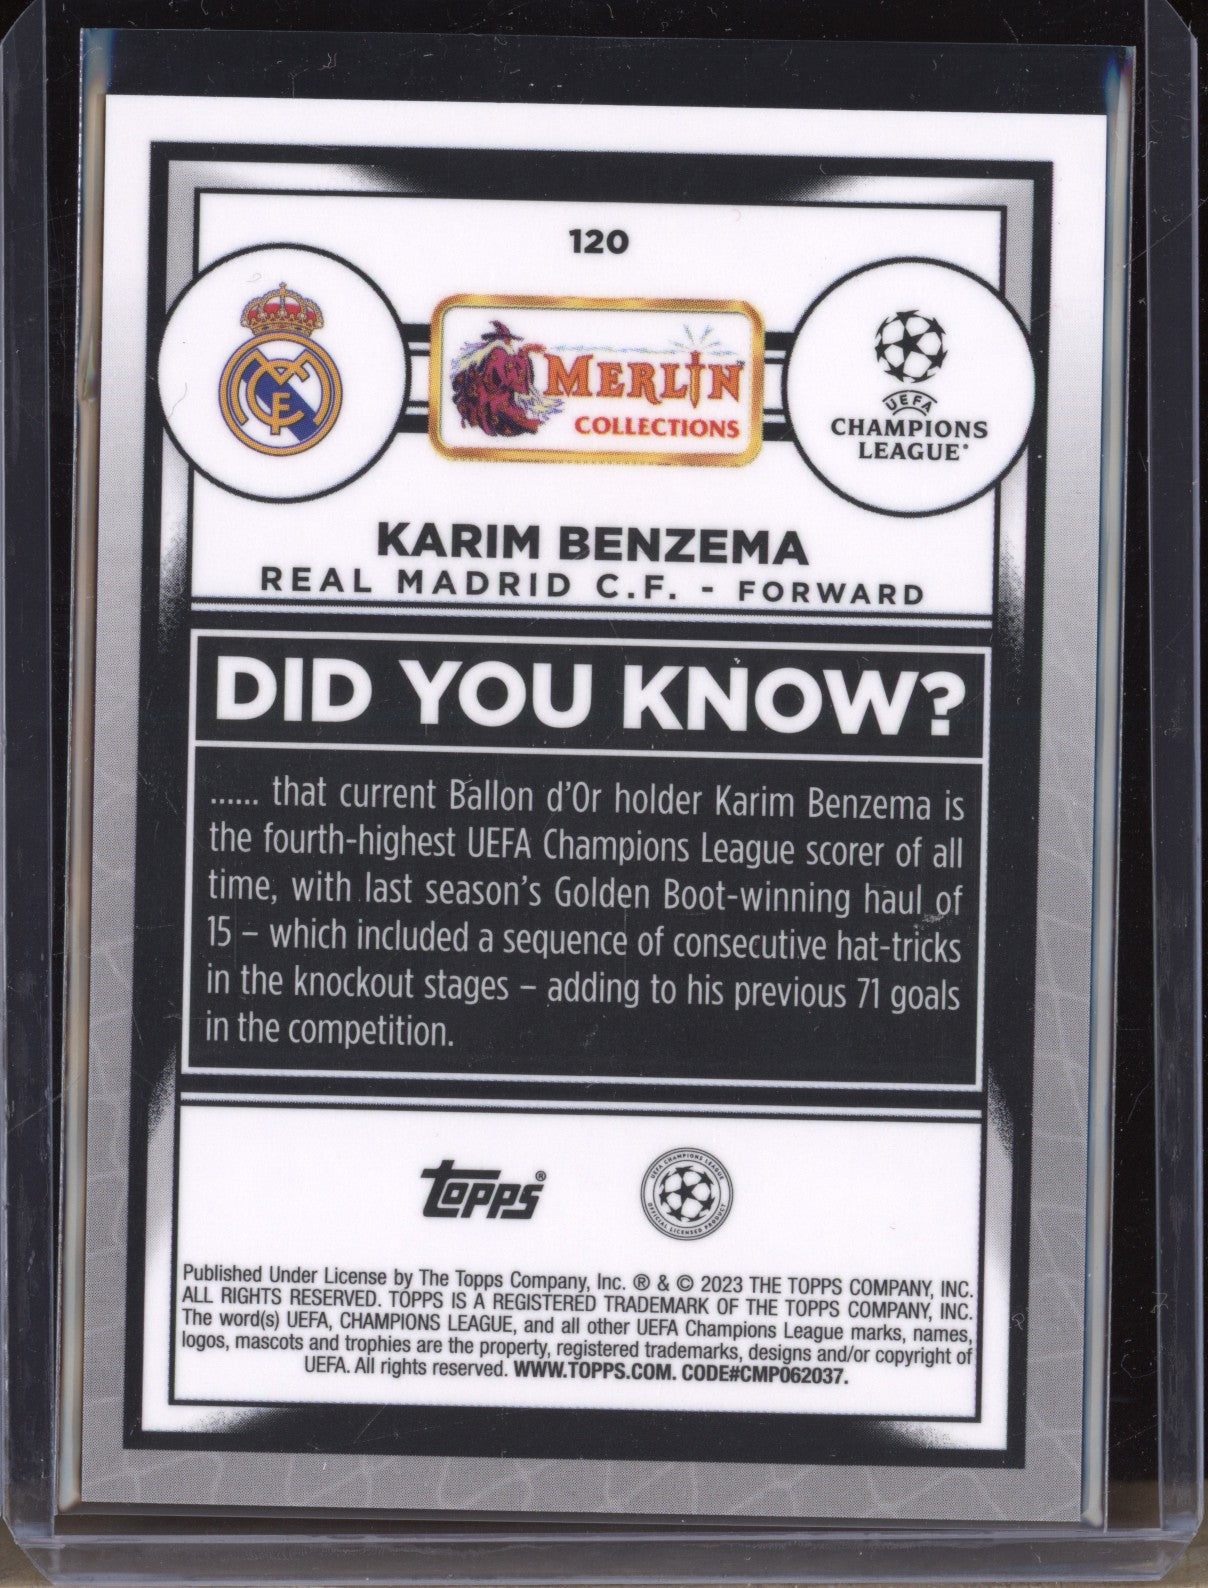 120
MERLIN
COLLECTIONS
UEFA
CHAMPIONS
LEAGUE
KARIM BENZEMA
REAL MADRID C.F. - FORWARD
DID YOU KNOW?
...... that current Ballon d'Or holder Karim Benzema is
the fourth-highest UEFA Champions League scorer of all
time, with last season's Golden Boot-winning haul of
15 – which included a sequence of consecutive hat-tricks
in the knockout stages – adding to his previous 71 goals
in the competition.
topps®
UEFA CHAMPIONS LEAGUE
OFFICIAL LICENSED PRODUCT
Published Under License by The Topps Company, Inc. ® & © 2023 THE TOPPS COMPANY, INC.
ALL RIGHTS RESERVED. TOPPS IS A REGISTERED TRADEMARK OF THE TOPPS COMPANY, INC.
The word(s) UEFA, CHAMPIONS LEAGUE, and all other UEFA Champions League marks, names,
logos, mascots and trophies are the property, registered trademarks, designs and/or copyright of
UEFA. All rights reserved. WWW.TOPPS.COM. CODE#CMP062037.